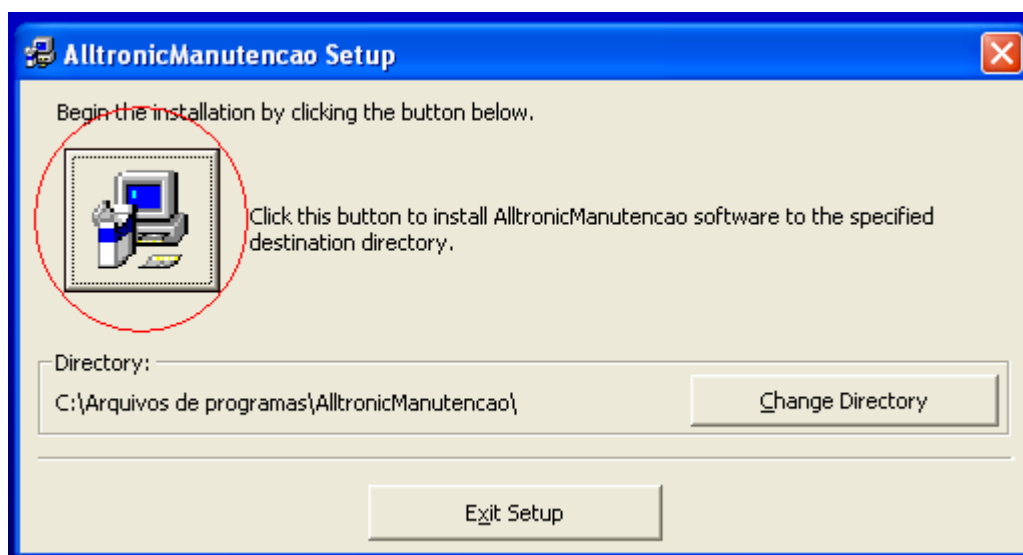 AlltronicManutencao Setup
Begin the installation by clicking the button below.
Click this button to install AlltronicManutencao software to the specified
destination directory.
Directory:
C:\Arquivos de programas\AlltronicManutencao\
Change Directory
Exit Setup